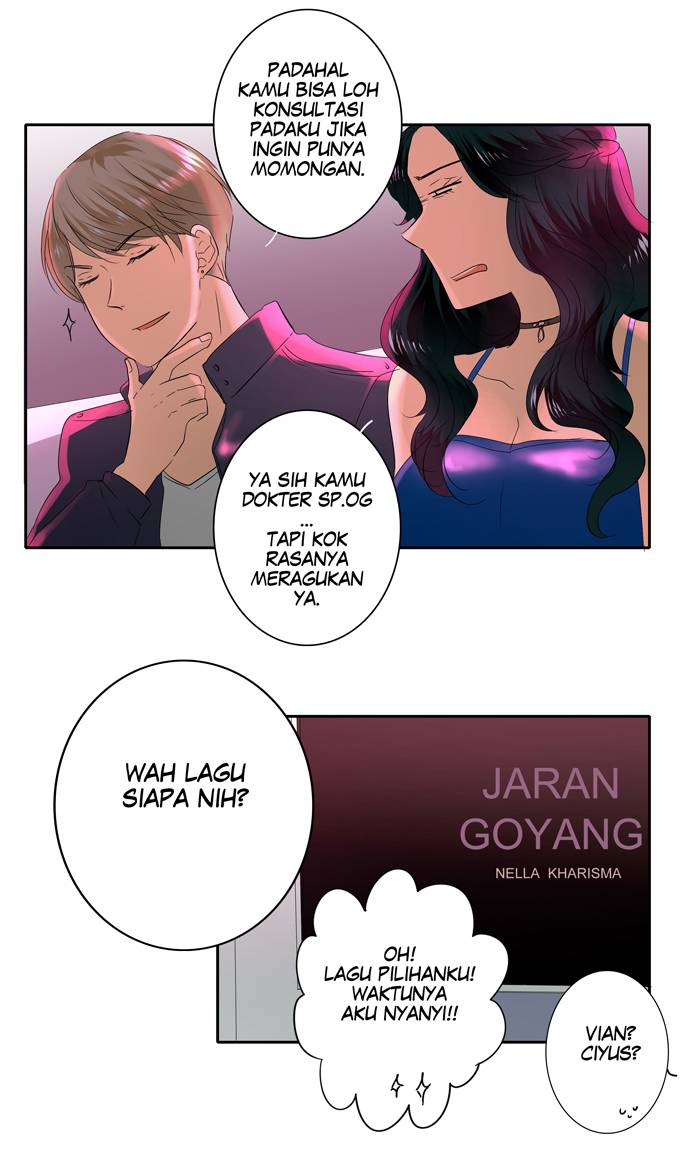 PADAHAL
KAMU BISA LOH
KONSULTASI
PADAKU JIKA
INGIN PUNYA
MOMONGAN.
YA SIH KAMU
DOKTER SP.OG
...
TAPI KOK
RASANYA
MERAGUKAN
YA.
WAH LAGU
SIAPA NIH?
JARAN
GOYANG
NELLA KHARISMA
OH!
LAGU PILIHANKU!
WAKTUNYA
AKU NYANYI!!
VIAN?
CIYUS?